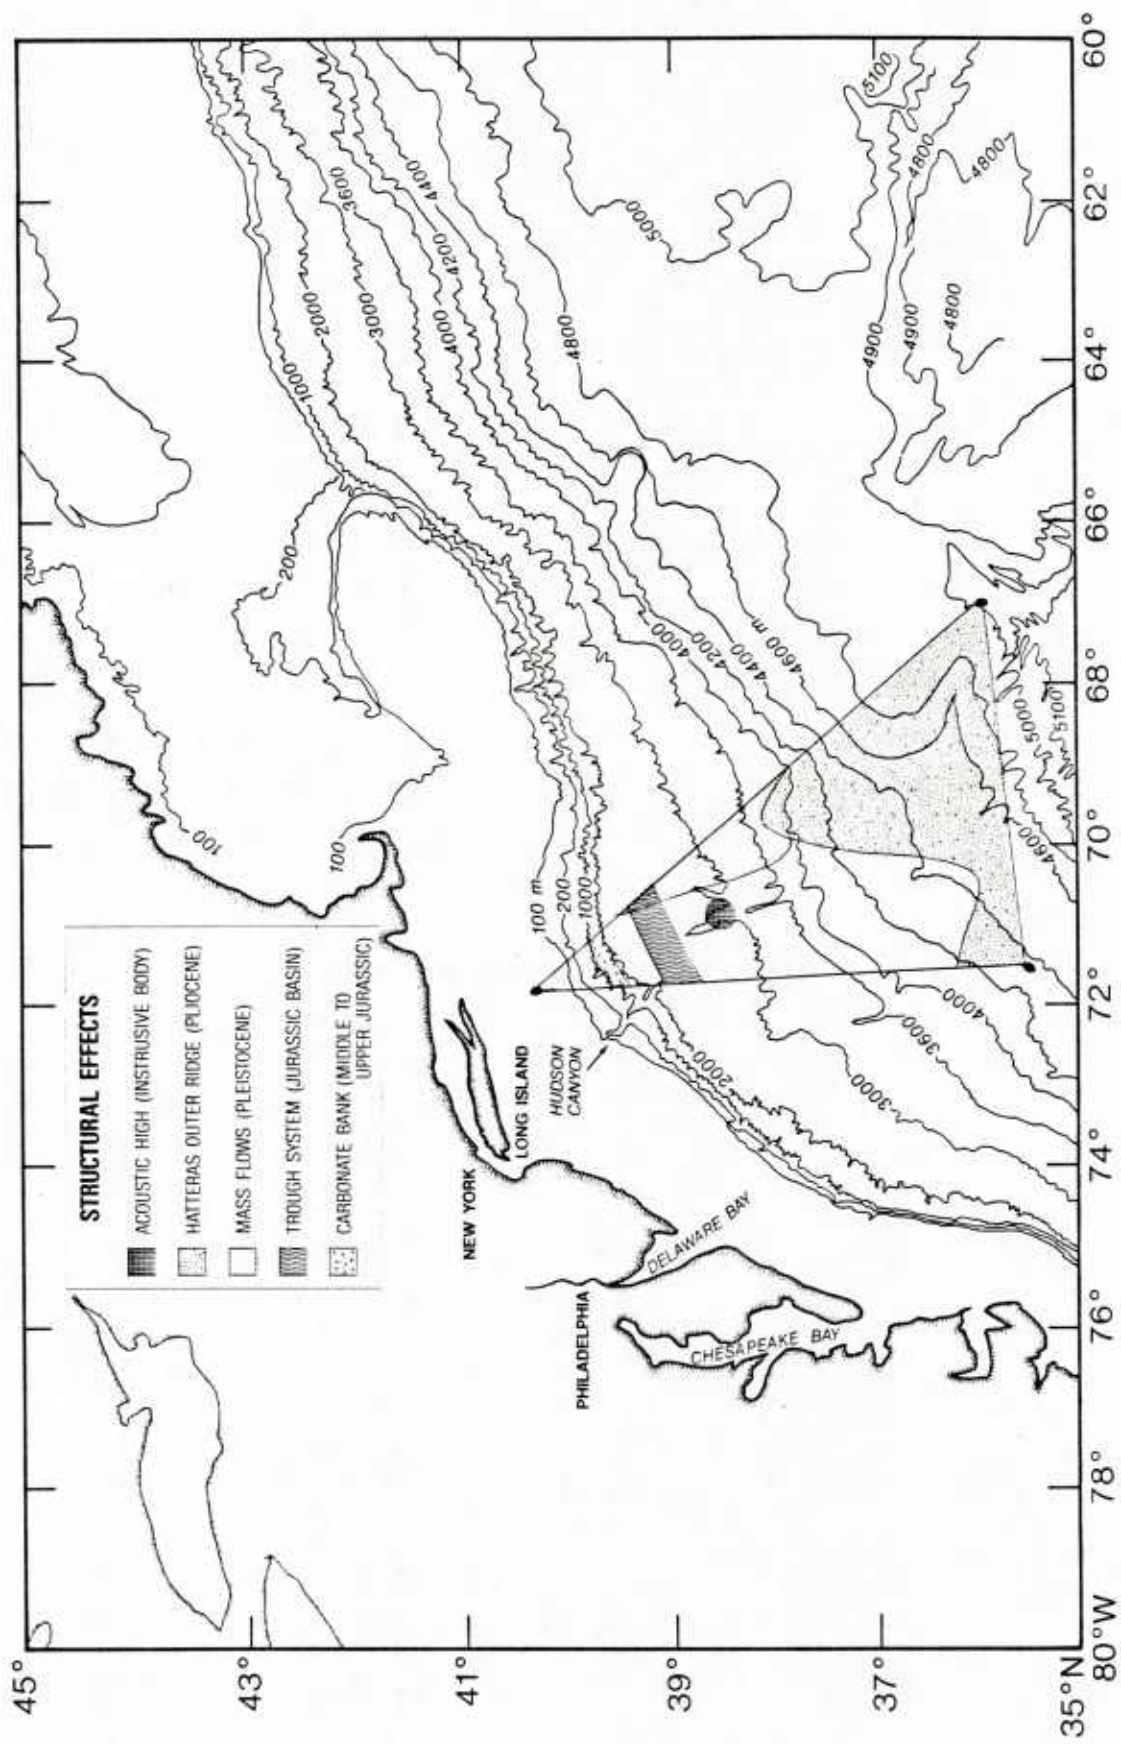 STRUCTURAL EFFECTS
ACOUSTIC HIGH (INSTRUSIVE BODY)
HATTERAS OUTER RIDGE (PLIOCENE)
MASS FLOWS (PLEISTOCENE)
TROUGH SYSTEM (JURASSIC BASIN)
CARBONATE BANK (MIDDLE TO
UPPER JURASSIC)
45°
43°
41°
39°
37°
35°N
80°W
78°
76°
74°
72°
70°
68°
66°
64°
62°
60°
NEW YORK
LONG ISLAND
PHILADELPHIA
DELAWARE BAY
CHESAPEAKE BAY
HUDSON
CANYON
100
100
200
100 m
200
1000
2000
3000
3600
4000
1000
2000
3000
3600
4000
4200
4400
4800
5000
4000
4200
4400
4600 m
4600
5000
5100
4900
4900
4800
4800
4800
5100